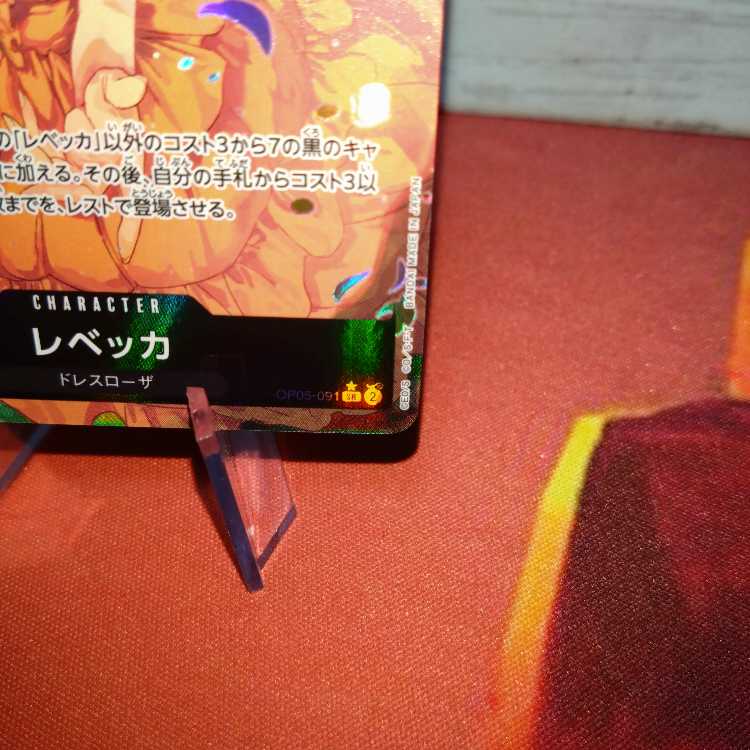 の「レベッカ」以外のコスト3から7の黒のキャ
に加える。その後、自分の手札からコスト3以
枚までを、レストで登場させる。
CHARACTER
レベッカ
ドレスローザ
OP05-091 SR 2
BANDAI MADE IN JAPAN